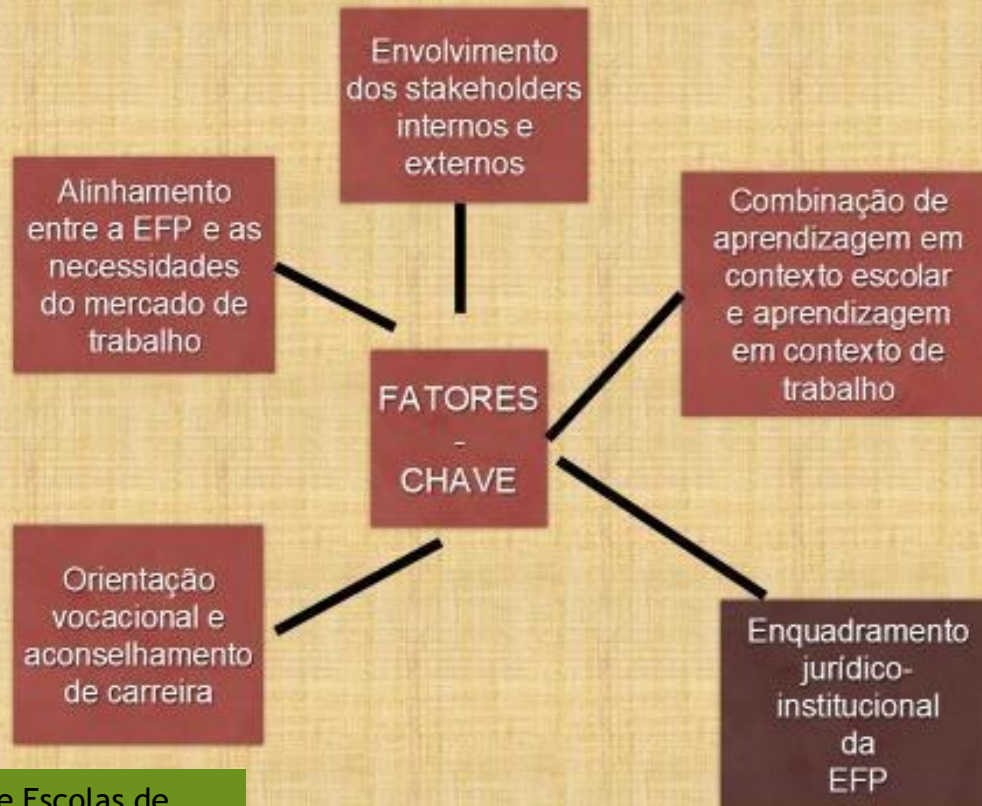 Envolvimento
dos stakeholders
internos e
externos
Alinhamento
entre a EFP e as
necessidades
do mercado de
trabalho
Combinação de
aprendizagem em
contexto escolar
e aprendizagem
em contexto de
trabalho
FATORES
-
CHAVE
Orientação
vocacional e
aconselhamento
de carreira
Enquadramento
jurídico-
institucional
da
EFP
e Escolas de